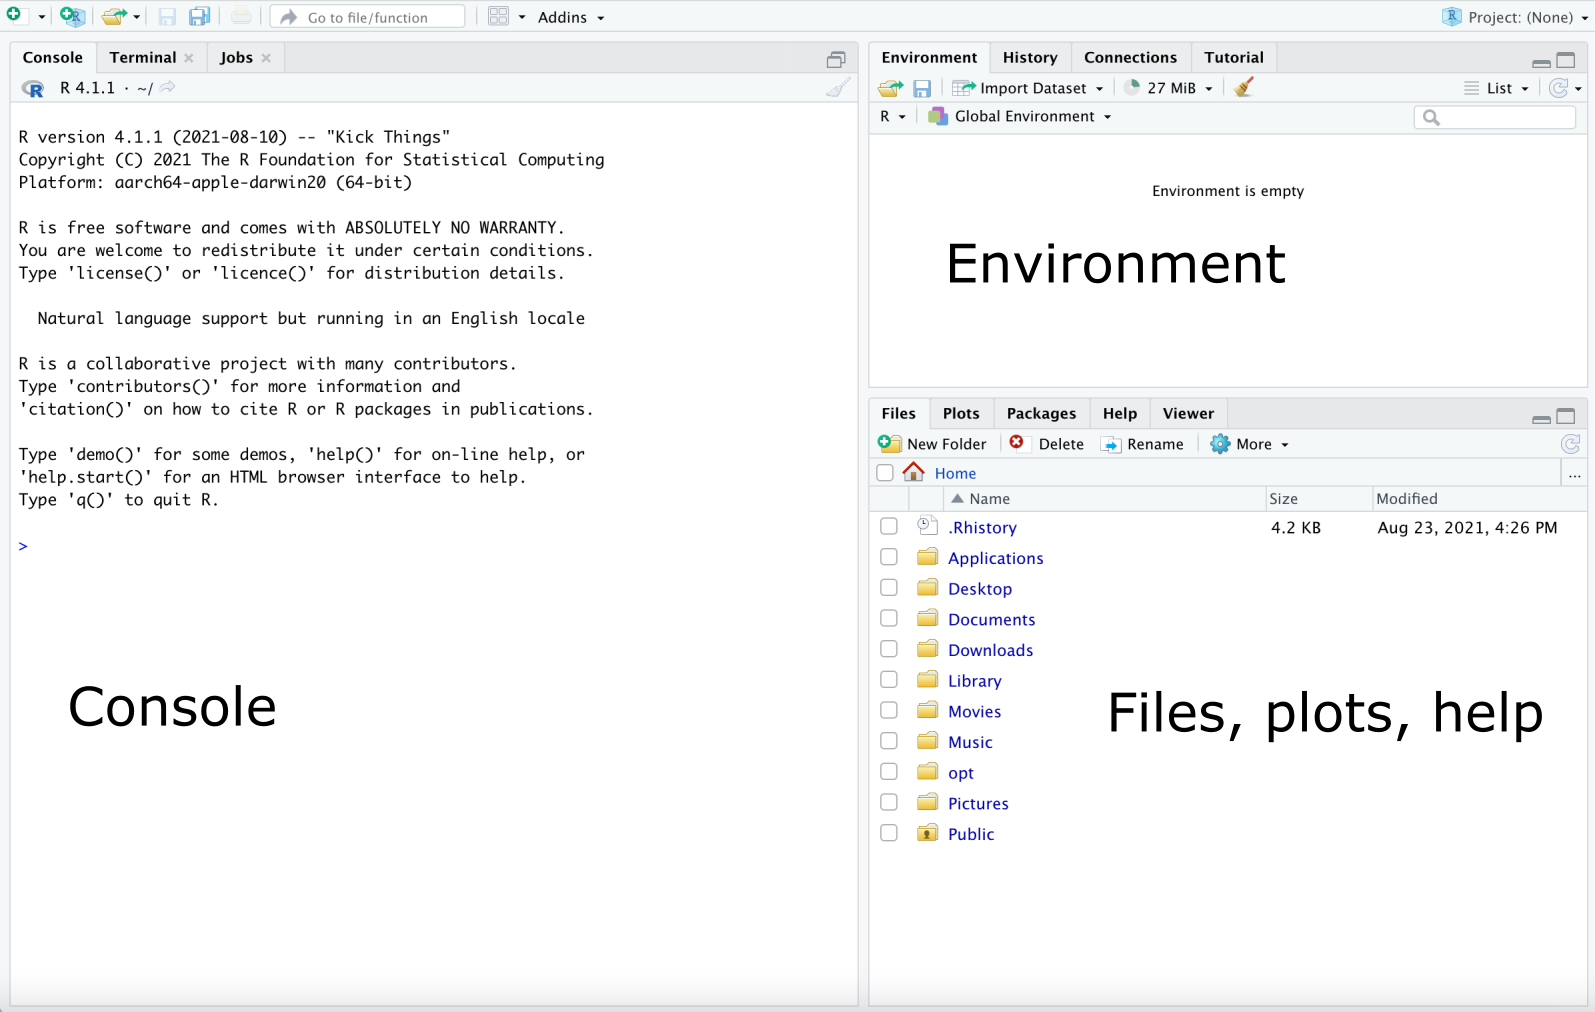 Go to file/function Addins Project: (None)
Console Terminal Jobs
R 4.1.1 · ~/
R version 4.1.1 (2021-08-10) -- "Kick Things"
Copyright (C) 2021 The R Foundation for Statistical Computing
Platform: aarch64-apple-darwin20 (64-bit)
R is free software and comes with ABSOLUTELY NO WARRANTY.
You are welcome to redistribute it under certain conditions.
Type 'license()' or 'licence()' for distribution details.
Natural language support but running in an English locale
R is a collaborative project with many contributors.
Type 'contributors()' for more information and
'citation()' on how to cite R or R packages in publications.
Type 'demo()' for some demos, 'help()' for on-line help, or
'help.start()' for an HTML browser interface to help.
Type 'q()' to quit R.
>
Console
Environment History Connections Tutorial
Import Dataset 27 MiB List
R Global Environment
Environment is empty
Environment
Files Plots Packages Help Viewer
New Folder Delete Rename More
Home ...
Name Size Modified
.Rhistory 4.2 KB Aug 23, 2021, 4:26 PM
Applications
Desktop
Documents
Downloads
Library
Movies
Music
opt
Pictures
Public
Files, plots, help